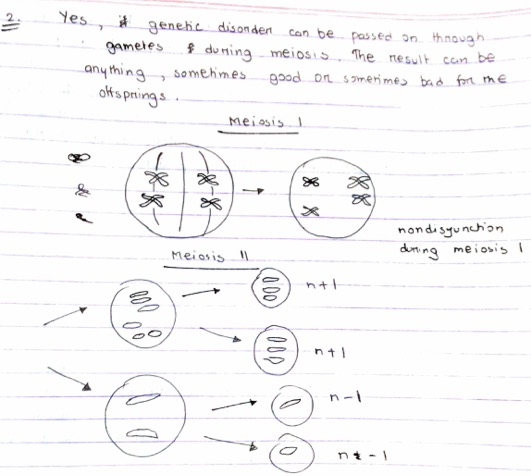 2. Yes, genetic disorder can be passed on through
gametes & during meiosis. The result can be
anything, sometimes good or sometimes bad for the
offsprings.
Meiosis I
nondisjunction
during meiosis I
Meiosis II
n+1
n+1
n-1
n-1